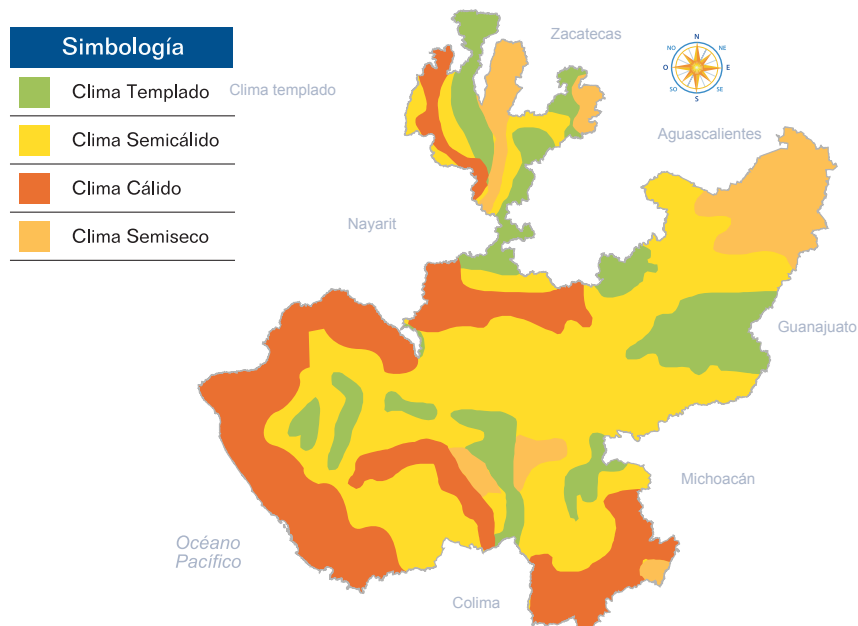 Simbología
Clima Templado
Clima Semicálido
Clima Cálido
Clima Semiseco
Clima templado
Zacatecas
N
NO
NE
O
E
SO
SE
S
Aguascalientes
Nayarit
Guanajuato
Michoacán
Océano
Pacífico
Colima